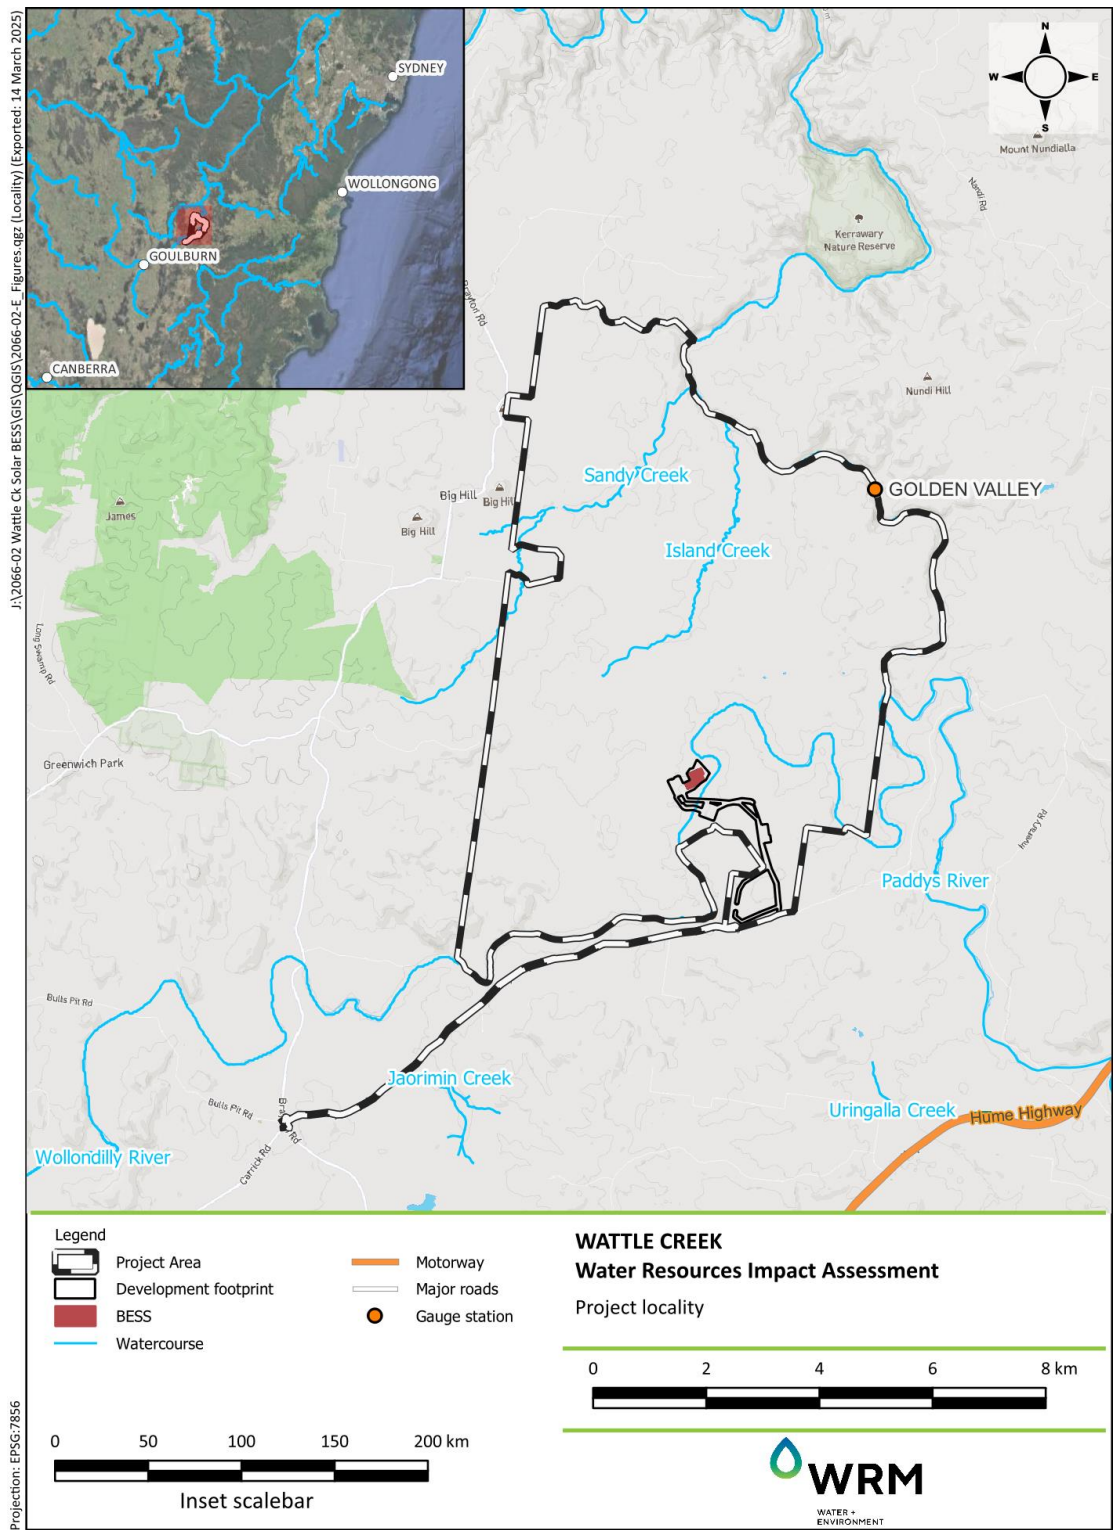 J:\2066-02 Wattle Ck Solar BESS\GIS\QGIS\2066-02-E_Figures.qgz (Locality) (Exported: 14 March 2025)
SYDNEY
WOLLONGONG
GOULBURN
CANBERRA
N
W
E
S
Mount Nundialla
Nandi Rd
Kerrawary
Nature Reserve
Brayton Rd
Nundi Hill
Sandy Creek
GOLDEN VALLEY
Big Hill
Big Hill
Big Hill
James
Island Creek
Long Swamp Rd
Greenwich Park
Inverary Rd
Paddys River
Bulls Pit Rd
Jaorimin Creek
Bulls Pit Rd
Uringalla Creek
Hume Highway
Carrick Rd
Wollondilly River
Legend
Project Area
Development footprint
BESS
Watercourse
Motorway
Major roads
Gauge station
WATTLE CREEK
Water Resources Impact Assessment
Project locality
0 2 4 6 8 km
0 50 100 150 200 km
Inset scalebar
WRM
WATER +
ENVIRONMENT
Projection: EPSG:7856